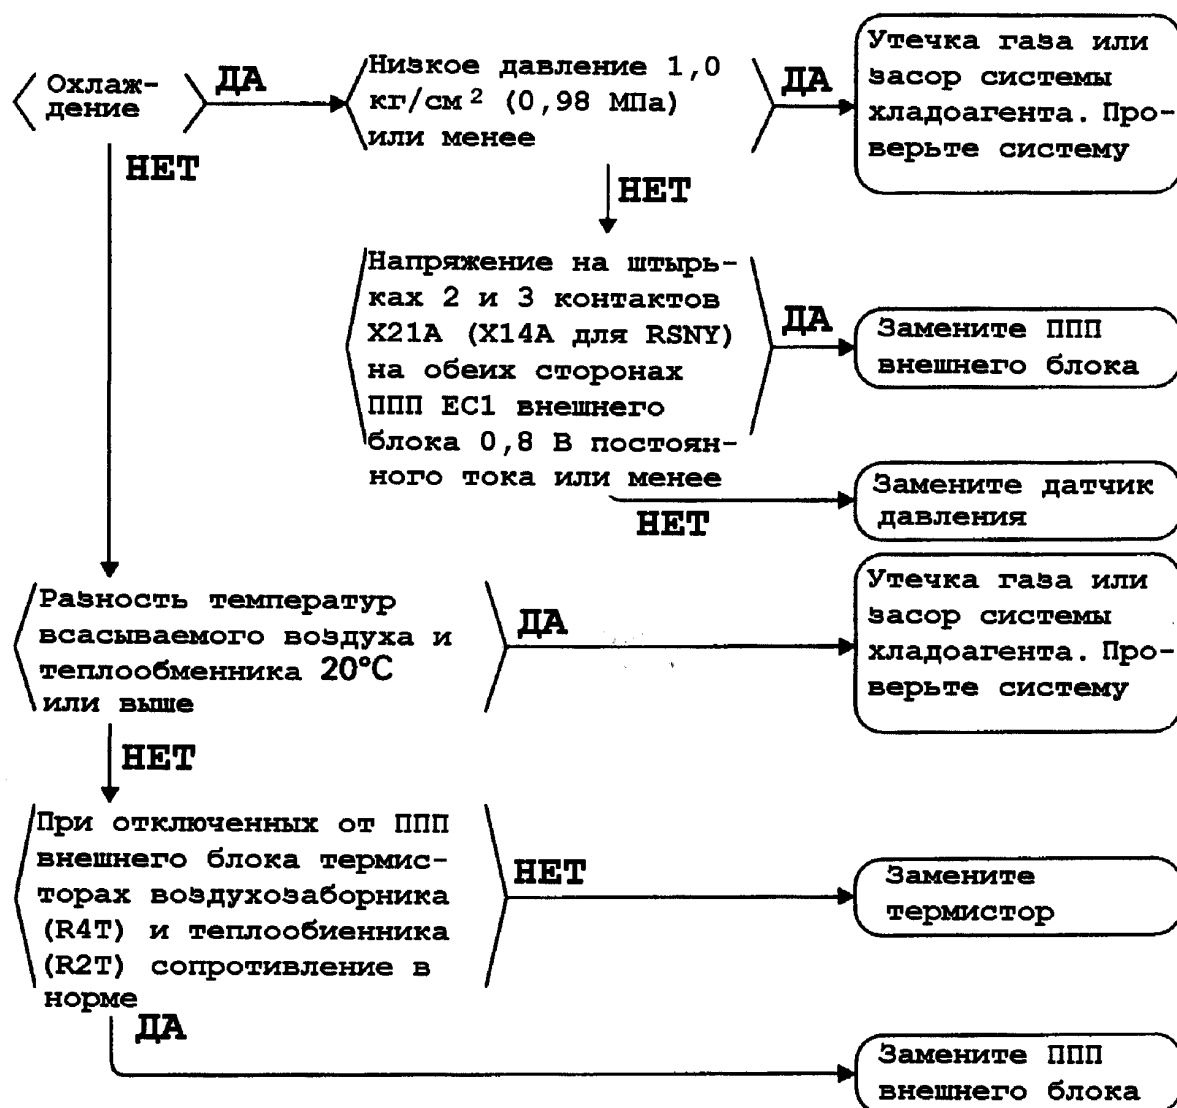 Охлаж-
дение
ДА
Низкое давление 1,0
кг/см² (0,98 МПа)
или менее
ДА
Утечка газа или
засор системы
хладоагента. Про-
верьте систему
НЕТ
НЕТ
Напряжение на штырь-
ках 2 и 3 контактов
X21A (X14A для RSNY)
на обеих сторонах
ППП EC1 внешнего
блока 0,8 В постоян-
ного тока или менее
ДА
Замените ППП
внешнего блока
НЕТ
Замените датчик
давления
Разность температур
всасываемого воздуха и
теплообменника 20°C
или выше
ДА
Утечка газа или
засор системы
хладоагента. Про-
верьте систему
НЕТ
При отключенных от ППП
внешнего блока термис-
торах воздухозаборника
(R4T) и теплообиенника
(R2T) сопротивление в
норме
НЕТ
Замените
термистор
ДА
Замените ППП
внешнего блока